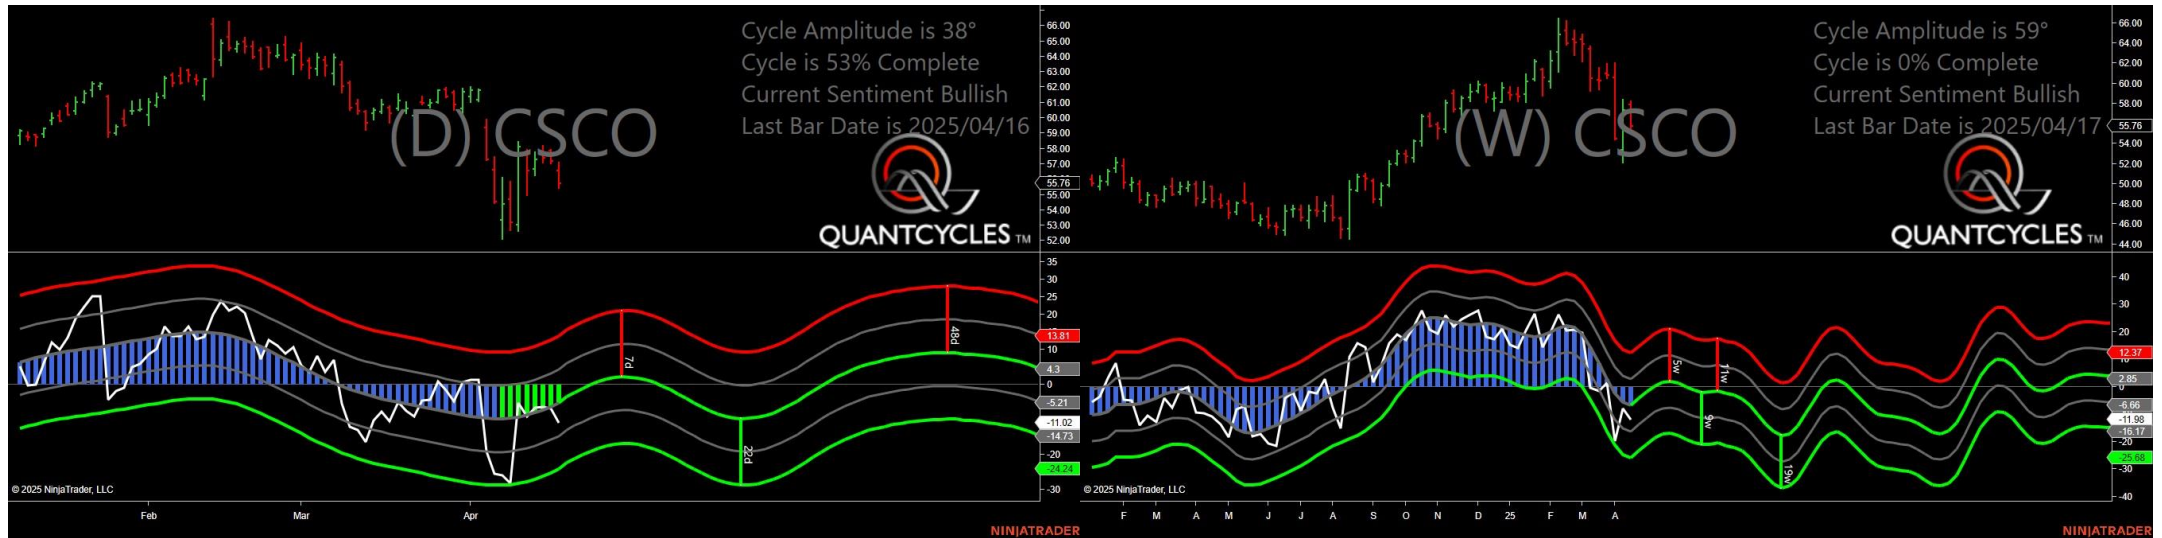 Cycle Amplitude is 38°
Cycle is 53% Complete
Current Sentiment Bullish
Last Bar Date is 2025/04/16
(D) CSCO
QUANTCYCLES TM
66.00
65.00
64.00
63.00
62.00
61.00
60.00
59.00
58.00
57.00
55.76
55.00
54.00
53.00
52.00
35
30
25
20
13.81
10
4.3
0
-5.21
-11.02
-14.73
-20
-24.24
-30
7d
22d
48d
© 2025 NinjaTrader, LLC
Feb Mar Apr
NINJATRADER
Cycle Amplitude is 59°
Cycle is 0% Complete
Current Sentiment Bullish
Last Bar Date is 2025/04/17
(W) CSCO
QUANTCYCLES TM
66.00
64.00
62.00
60.00
58.00
55.76
52.00
50.00
48.00
46.00
44.00
40
30
20
12.37
2.85
-6.66
-11.98
-16.17
-20
-25.68
-30
-40
5w
11w
9w
19w
© 2025 NinjaTrader, LLC
F M A M J J A S O N D 25 F M A
NINJATRADER